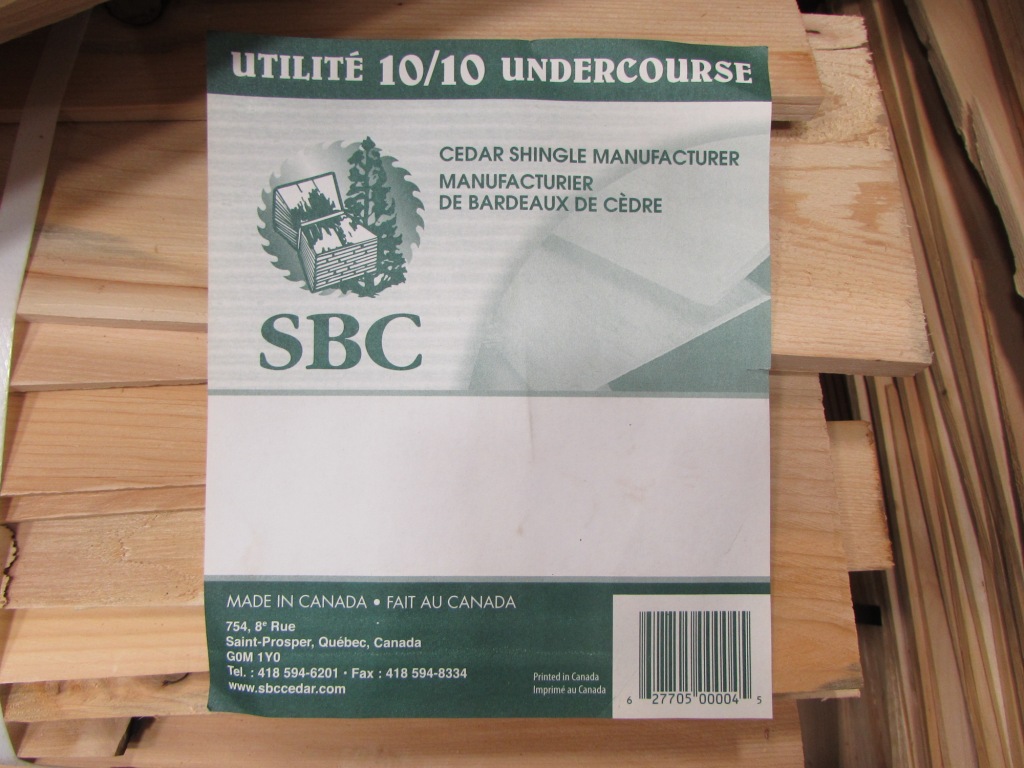 UTILITÉ 10/10 UNDERCOURSE
CEDAR SHINGLE MANUFACTURER
MANUFACTURIER
DE BARDEAUX DE CÈDRE
SBC
MADE IN CANADA • FAIT AU CANADA
754, 8e Rue
Saint-Prosper, Québec, Canada
G0M 1Y0
Tel. : 418 594-6201 · Fax : 418 594-8334
www.sbccedar.com
Printed in Canada
Imprimé au Canada
6 27705 00004 5